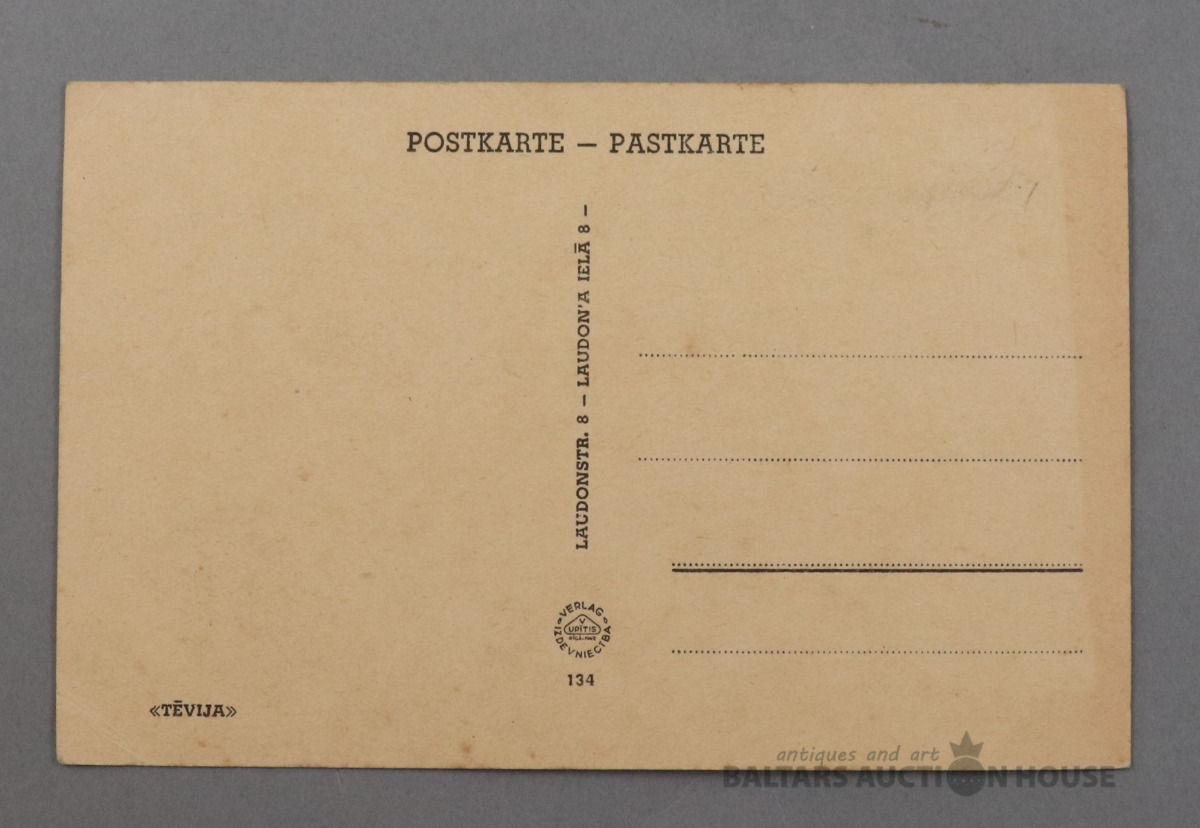 POSTKARTE — PASTKARTE
LAUDONSTR. 8 — LAUDON'A IELĀ 8 —
VERLAG
V
UPĪTIS
IZDEVNIECĪBA
134
«TĒVIJA»
antiques and art
BALTARS AUCTION HOUSE